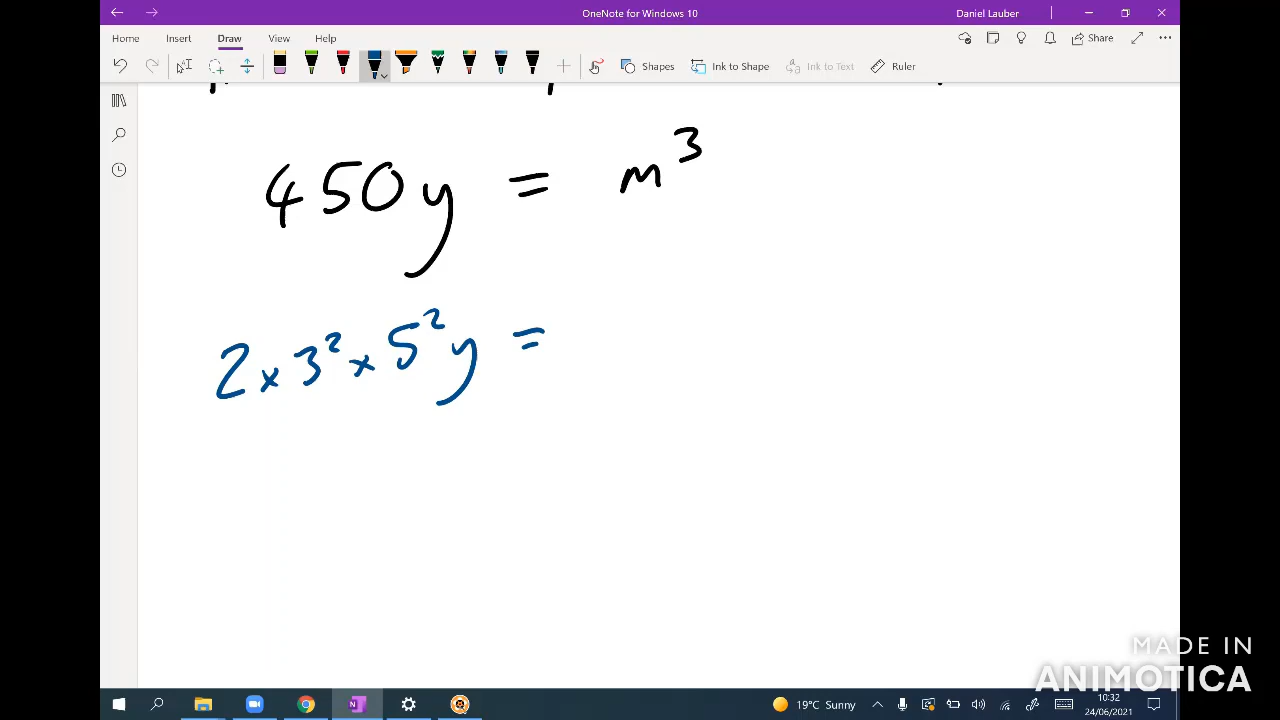 OneNote for Windows 10
Daniel Lauber
Home Insert Draw View Help
Share
Shapes Ink to Shape Ink to Text Ruler
450y = m³
2 × 3² × 5² y =
MADE IN
ANIMOTICA
19°C Sunny
10:32
24/06/2021